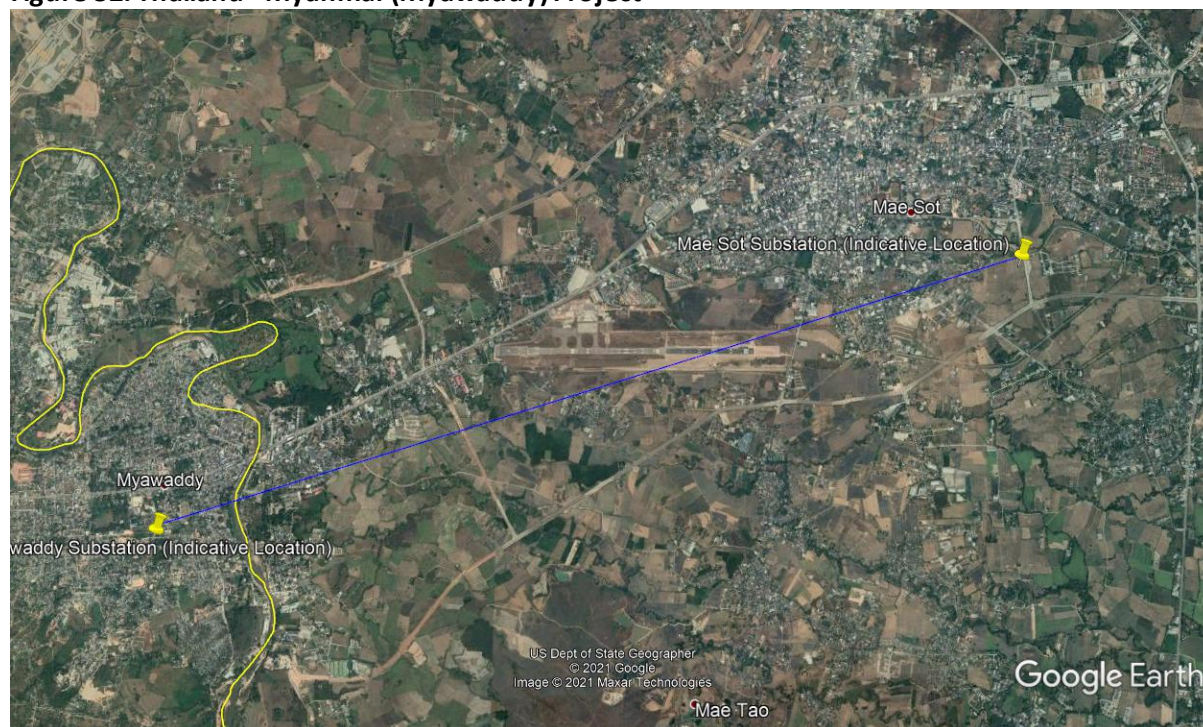 Figure Thailand - Myanmar (Myawaddy) Project
Mae Sot
Mae Sot Substation (Indicative Location)
Myawaddy
waddy Substation (Indicative Location)
US Dept of State Geographer
© 2021 Google
Image © 2021 Maxar Technologies
Google Earth
Mae Tao